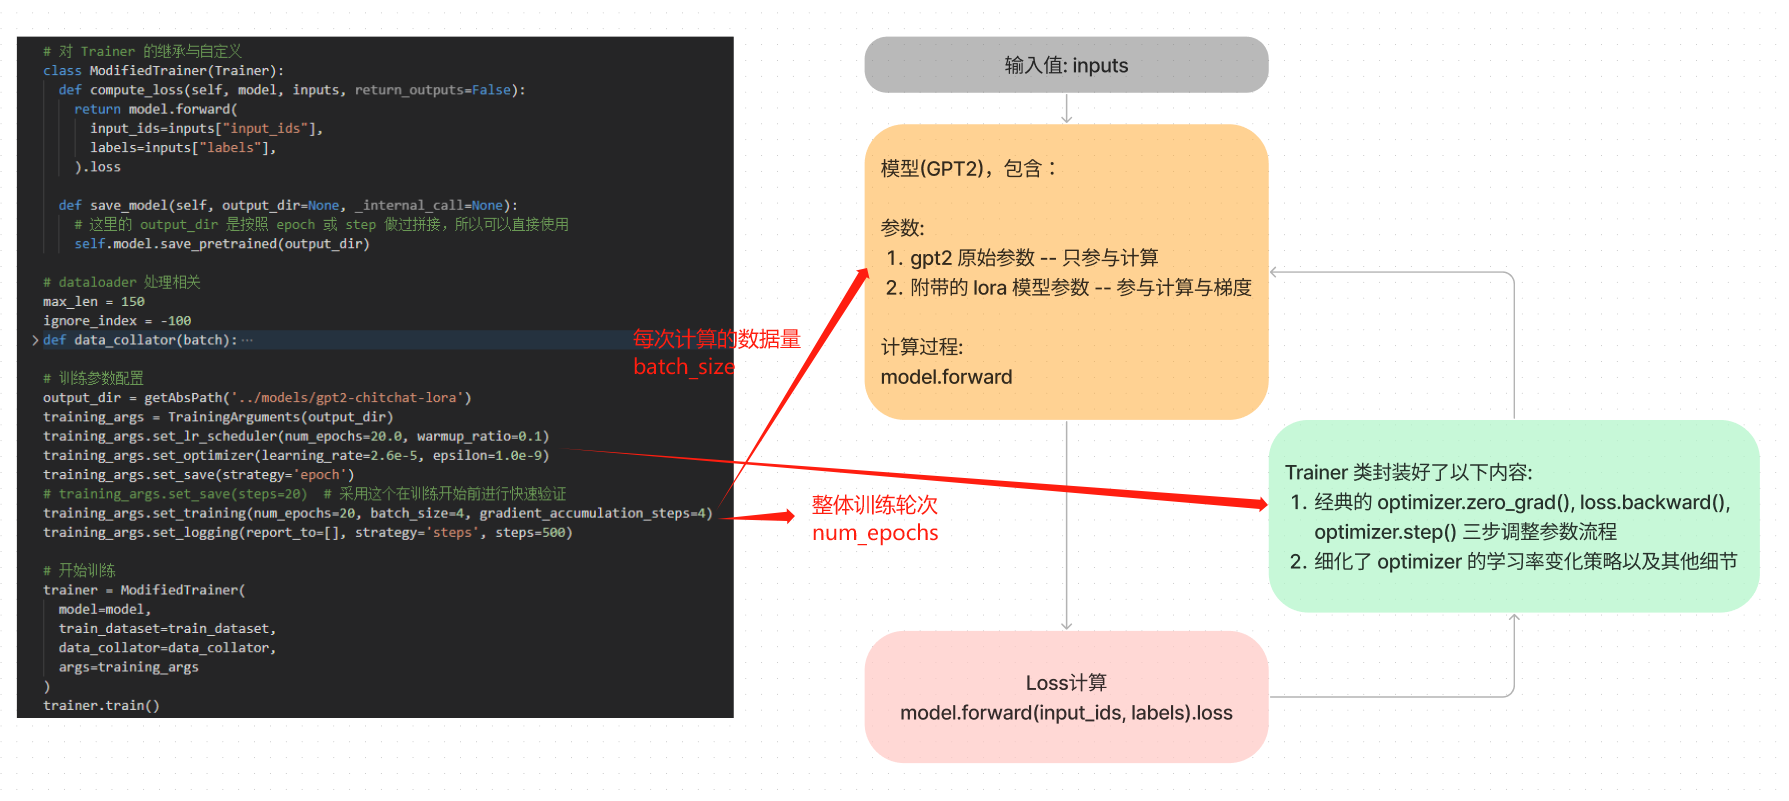 # 对 Trainer 的继承与自定义
class ModifiedTrainer(Trainer):
  def compute_loss(self, model, inputs, return_outputs=False):
    return model.forward(
      input_ids=inputs["input_ids"],
      labels=inputs["labels"],
    ).loss
  def save_model(self, output_dir=None, _internal_call=None):
    # 这里的 output_dir 是按照 epoch 或 step 做过拼接，所以可以直接使用
    self.model.save_pretrained(output_dir)
# dataloader 处理相关
max_len = 150
ignore_index = -100
def data_collator(batch): ···
# 训练参数配置
output_dir = getAbsPath('../models/gpt2-chitchat-lora')
training_args = TrainingArguments(output_dir)
training_args.set_lr_scheduler(num_epochs=20.0, warmup_ratio=0.1)
training_args.set_optimizer(learning_rate=2.6e-5, epsilon=1.0e-9)
training_args.set_save(strategy='epoch')
# training_args.set_save(steps=20)  # 采用这个在训练开始前进行快速验证
training_args.set_training(num_epochs=20, batch_size=4, gradient_accumulation_steps=4)
training_args.set_logging(report_to=[], strategy='steps', steps=500)
# 开始训练
trainer = ModifiedTrainer(
  model=model,
  train_dataset=train_dataset,
  data_collator=data_collator,
  args=training_args
)
trainer.train()
每次计算的数据量
batch_size
整体训练轮次
num_epochs
输入值: inputs
模型(GPT2)，包含：
参数:
1. gpt2 原始参数 -- 只参与计算
2. 附带的 lora 模型参数 -- 参与计算与梯度
计算过程:
model.forward
Trainer 类封装好了以下内容:
1. 经典的 optimizer.zero_grad(), loss.backward(),
optimizer.step() 三步调整参数流程
2. 细化了 optimizer 的学习率变化策略以及其他细节
Loss计算
model.forward(input_ids, labels).loss